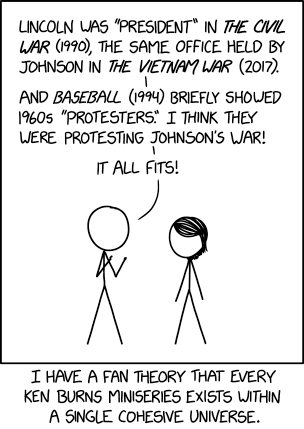 LINCOLN WAS "PRESIDENT" IN THE CIVIL
WAR (1990), THE SAME OFFICE HELD BY
JOHNSON IN THE VIETNAM WAR (2017).
AND BASEBALL (1994) BRIEFLY SHOWED
1960s "PROTESTERS." I THINK THEY
WERE PROTESTING JOHNSON'S WAR!
IT ALL FITS!
I HAVE A FAN THEORY THAT EVERY
KEN BURNS MINISERIES EXISTS WITHIN
A SINGLE COHESIVE UNIVERSE.